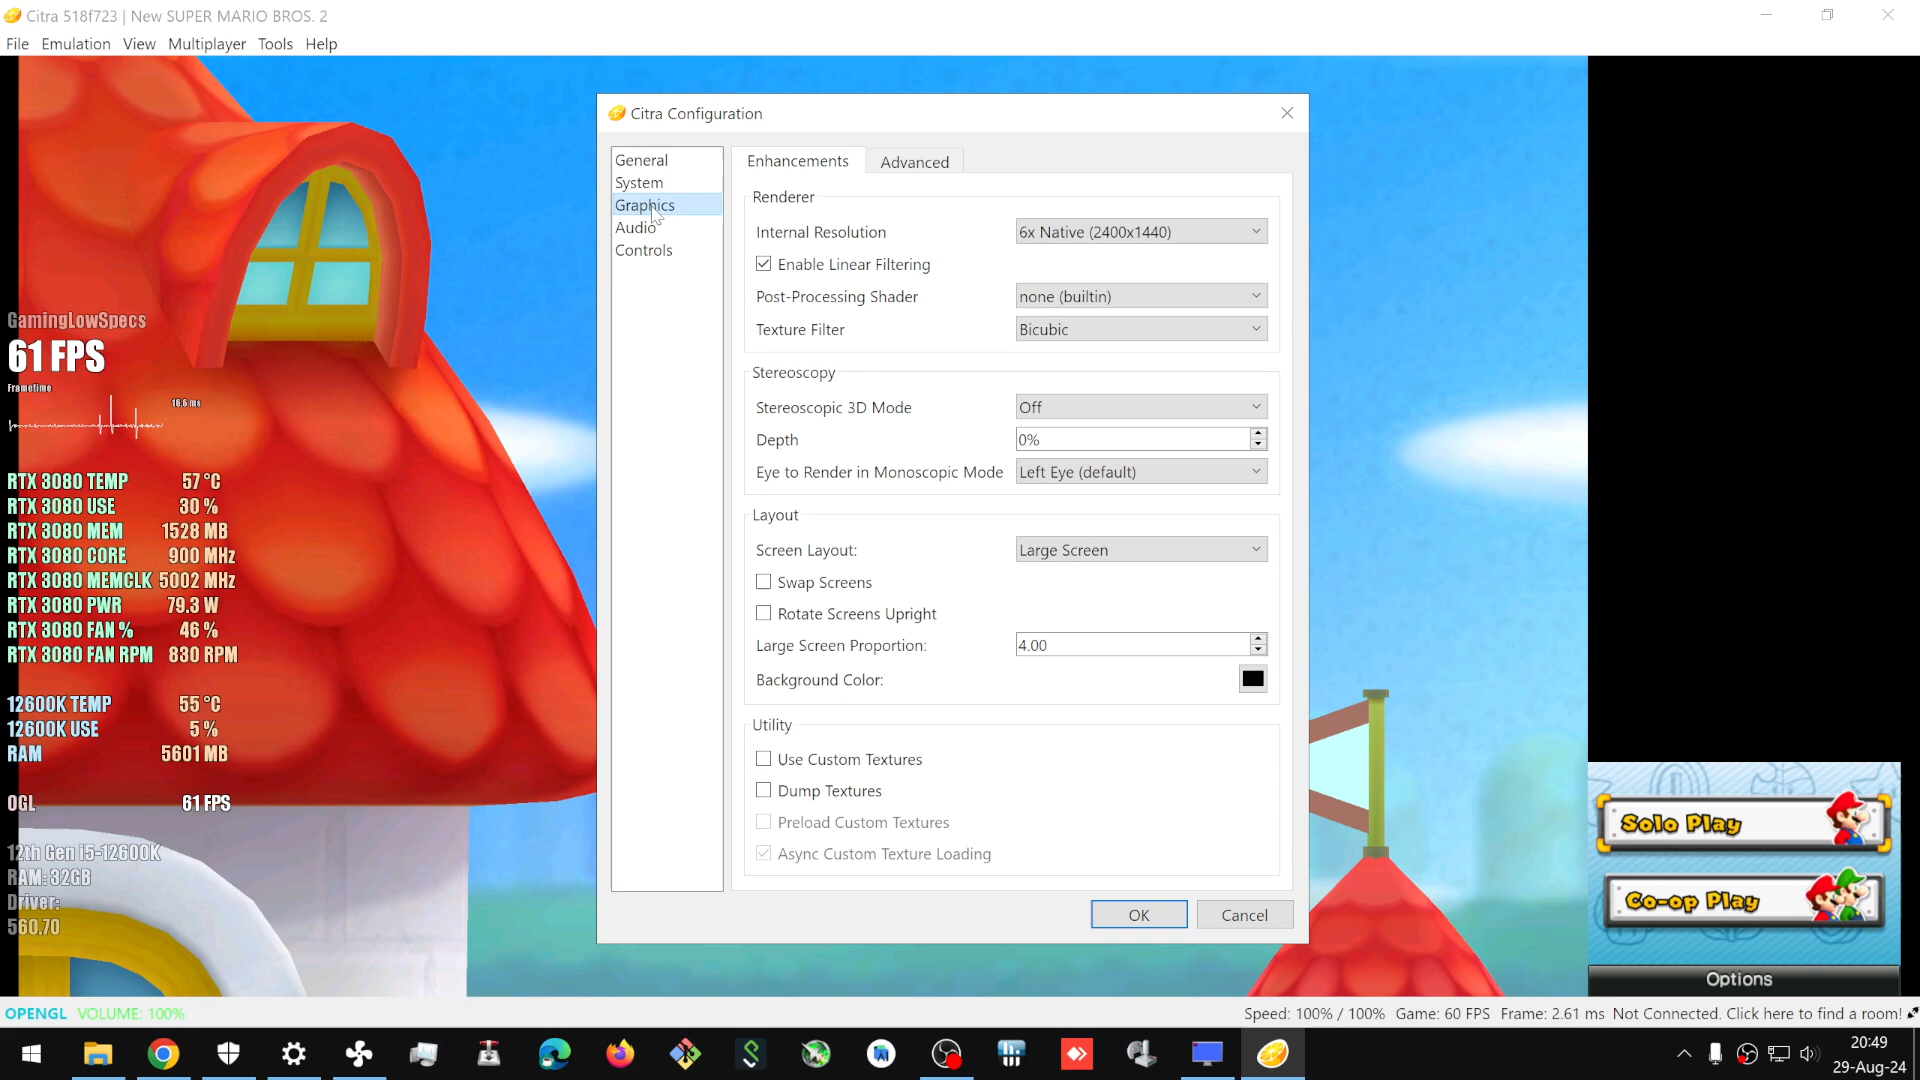 Citra 518f723 | New SUPER MARIO BROS. 2
File Emulation View Multiplayer Tools Help
Citra Configuration
General
System
Graphics
Audio
Controls
Enhancements Advanced
Renderer
Internal Resolution 6x Native (2400x1440)
Enable Linear Filtering
Post-Processing Shader none (builtin)
Texture Filter Bicubic
Stereoscopy
Stereoscopic 3D Mode Off
Depth 0%
Eye to Render in Monoscopic Mode Left Eye (default)
Layout
Screen Layout: Large Screen
Swap Screens
Rotate Screens Upright
Large Screen Proportion: 4.00
Background Color:
Utility
Use Custom Textures
Dump Textures
Preload Custom Textures
Async Custom Texture Loading
OK Cancel
GamingLowSpecs
61 FPS
Frametime
16.6 ms
RTX 3080 TEMP 57 °C
RTX 3080 USE 30 %
RTX 3080 MEM 1528 MB
RTX 3080 CORE 900 MHz
RTX 3080 MEMCLK 5002 MHz
RTX 3080 PWR 79.3 W
RTX 3080 FAN % 46 %
RTX 3080 FAN RPM 830 RPM
12600K TEMP 55 °C
12600K USE 5 %
RAM 5601 MB
OGL 61 FPS
12th Gen i5-12600K
RAM: 32GB
Driver:
560.70
Solo Play
Co-op Play
Options
OPENGL VOLUME: 100%
Speed: 100% / 100% Game: 60 FPS Frame: 2.61 ms Not Connected. Click here to find a room!
20:49
29-Aug-24